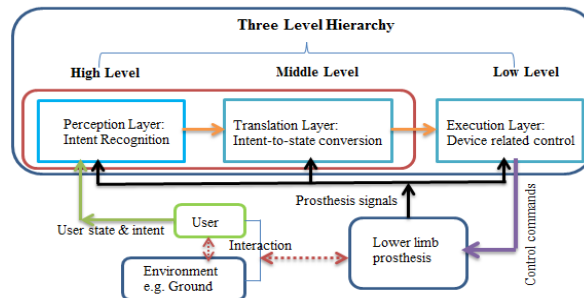 Three Level Hierarchy
High Level
Middle Level
Low Level
Perception Layer:
Intent Recognition
Translation Layer:
Intent-to-state conversion
Execution Layer:
Device related control
Prosthesis signals
User state & intent
User
Interaction
Environment
e.g. Ground
Lower limb
prosthesis
Control commands